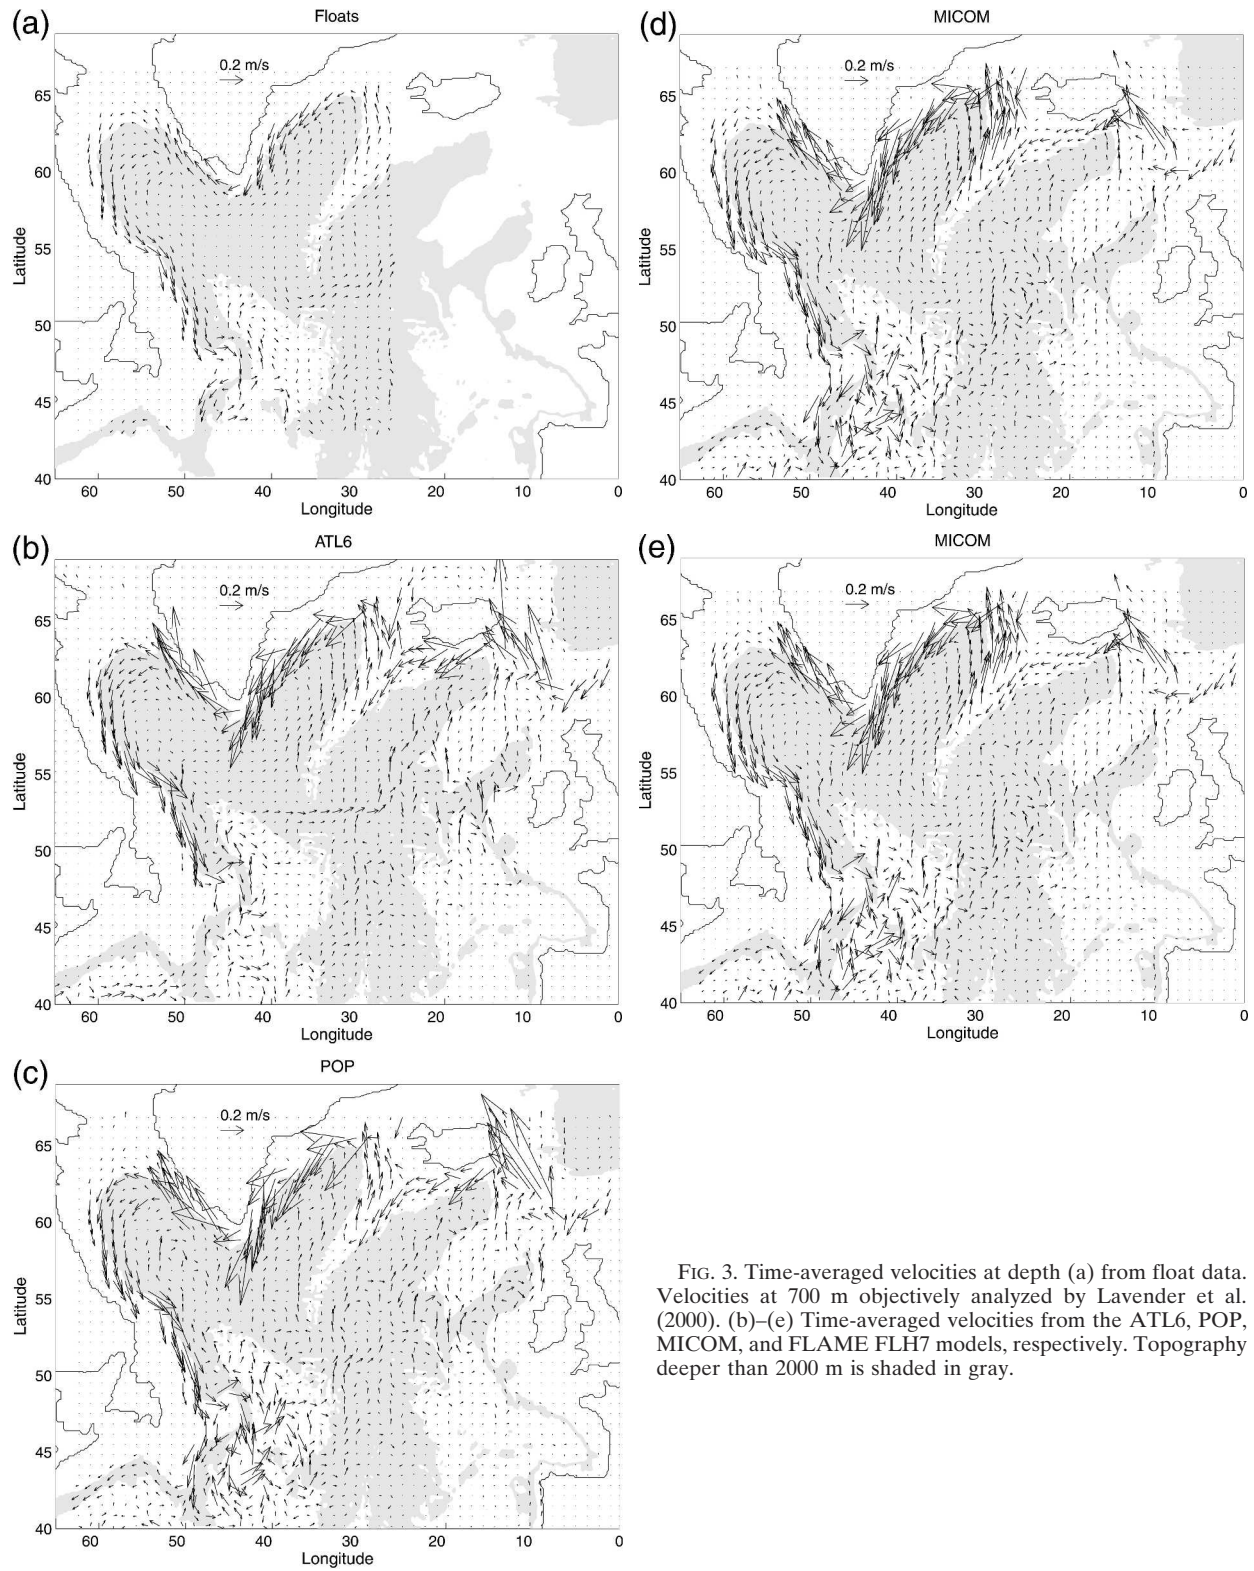 (a)
Floats
0.2 m/s
65
60
55
50
45
40
Latitude
60 50 40 30 20 10 0
Longitude
(b)
ATL6
0.2 m/s
65
60
55
50
45
40
Latitude
60 50 40 30 20 10 0
Longitude
(c)
POP
0.2 m/s
65
60
55
50
45
40
Latitude
60 50 40 30 20 10 0
Longitude
(d)
MICOM
0.2 m/s
65
60
55
50
45
40
Latitude
60 50 40 30 20 10 0
Longitude
(e)
MICOM
0.2 m/s
65
60
55
50
45
40
Latitude
60 50 40 30 20 10 0
Longitude
FIG. 3. Time-averaged velocities at depth (a) from float data.
Velocities at 700 m objectively analyzed by Lavender et al.
(2000). (b)–(e) Time-averaged velocities from the ATL6, POP,
MICOM, and FLAME FLH7 models, respectively. Topography
deeper than 2000 m is shaded in gray.